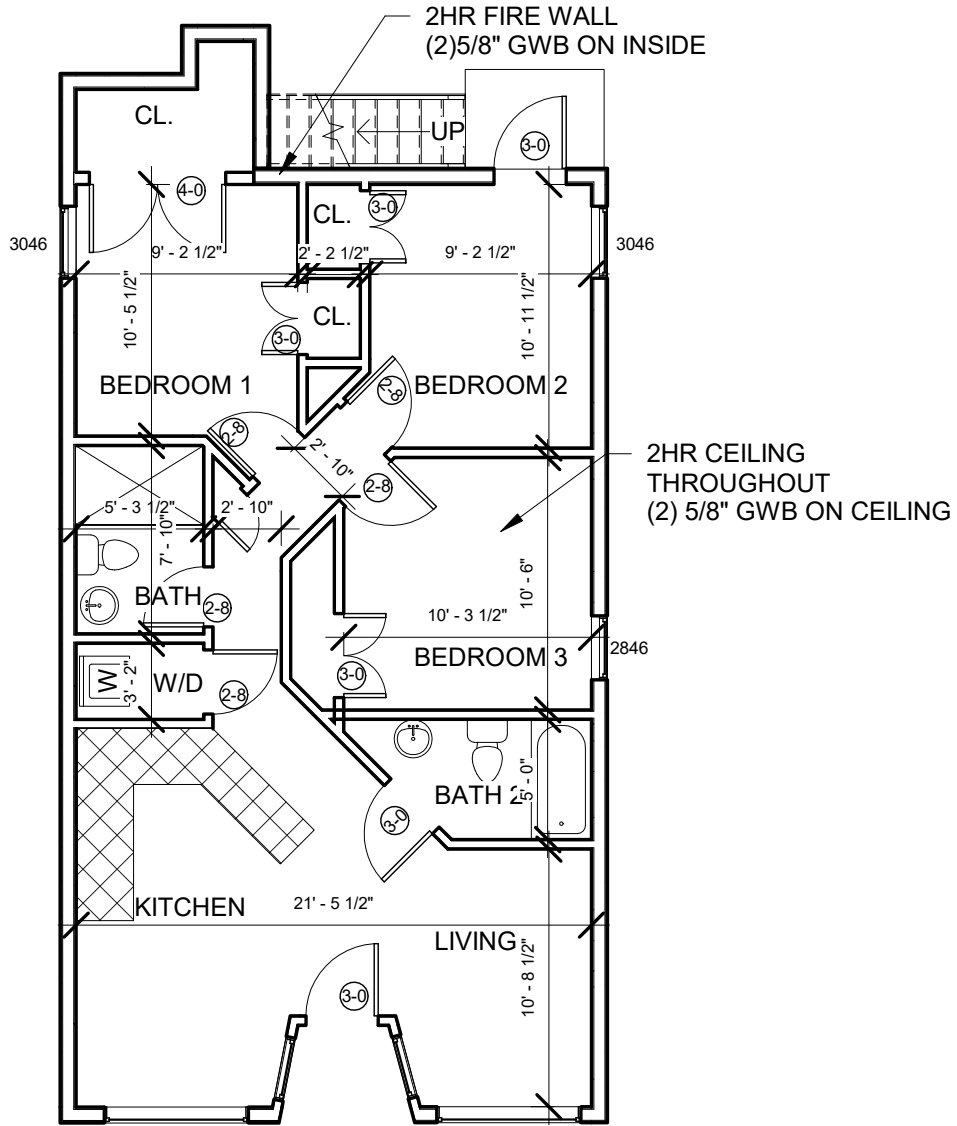 2HR FIRE WALL
(2)5/8" GWB ON INSIDE
CL.
UP
3-0
4-0
CL.
3-0
3046
9' - 2 1/2"
2' - 2 1/2"
9' - 2 1/2"
3046
10' - 5 1/2"
10' - 11 1/2"
CL.
3-0
BEDROOM 1
2-8
BEDROOM 2
2-8
2' - 10"
2-8
2HR CEILING
THROUGHOUT
(2) 5/8" GWB ON CEILING
5' - 3 1/2"
2' - 10"
7' - 10"
BATH
2-8
10' - 6"
10' - 3 1/2"
2846
BEDROOM 3
3-0
W
3' - 2"
W/D
2-8
BATH 2
5' - 0"
3-0
KITCHEN
21' - 5 1/2"
LIVING
10' - 8 1/2"
3-0